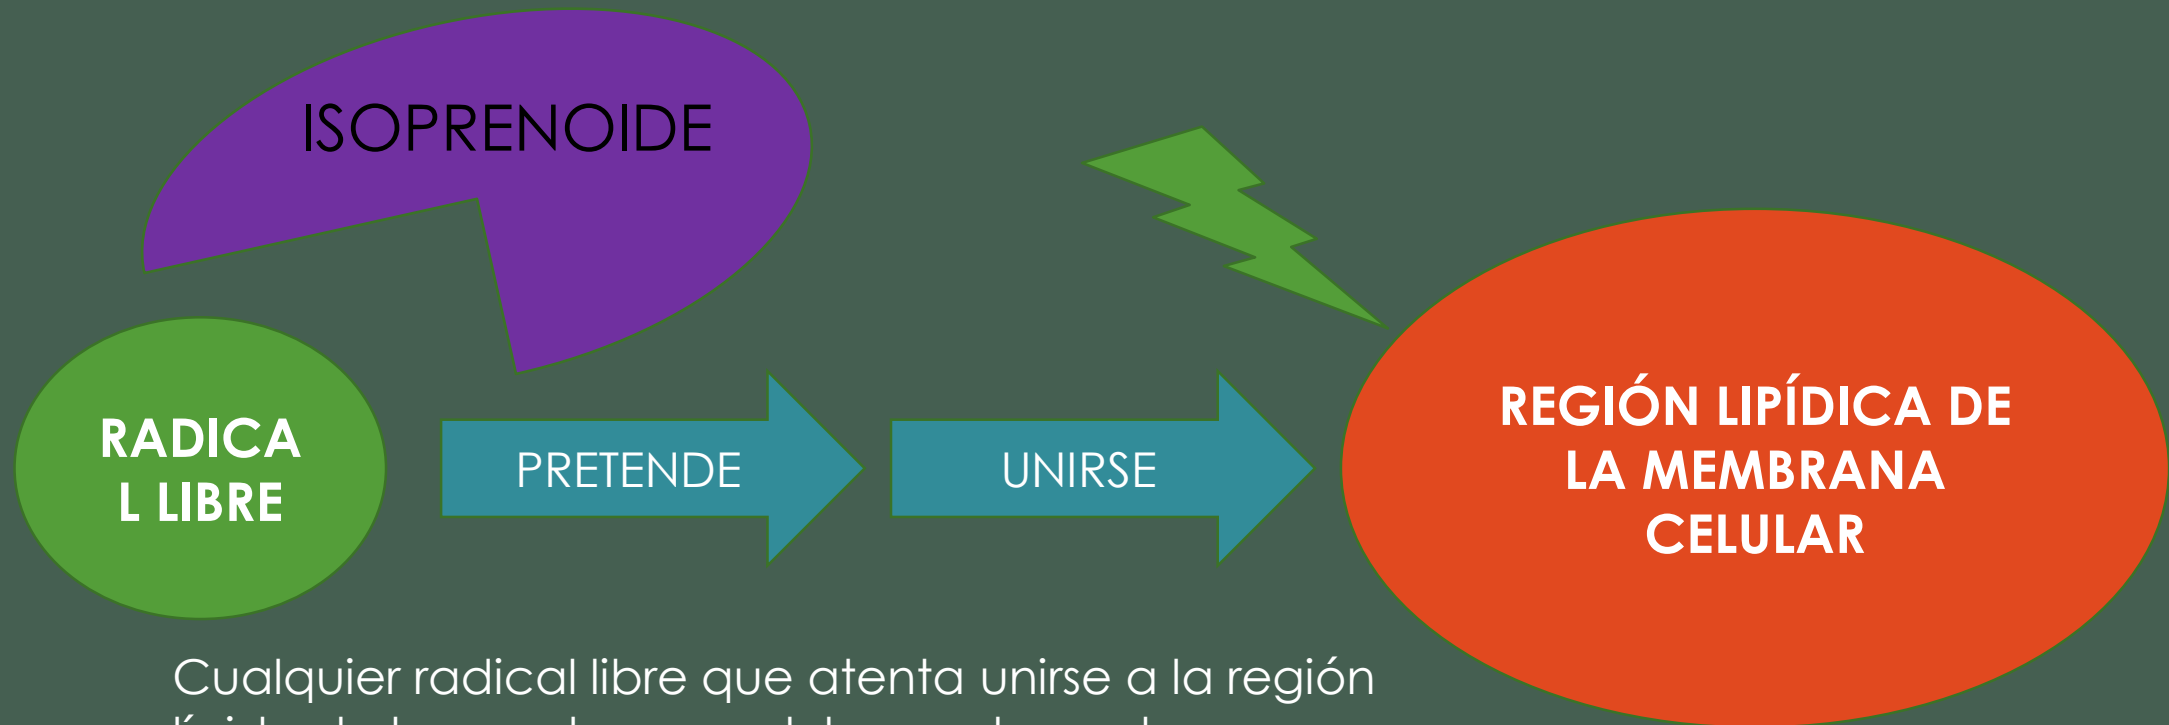 ISOPRENOIDE
RADICA
L LIBRE
PRETENDE
UNIRSE
REGIÓN LIPÍDICA DE
LA MEMBRANA
CELULAR
Cualquier radical libre que atenta unirse a la región